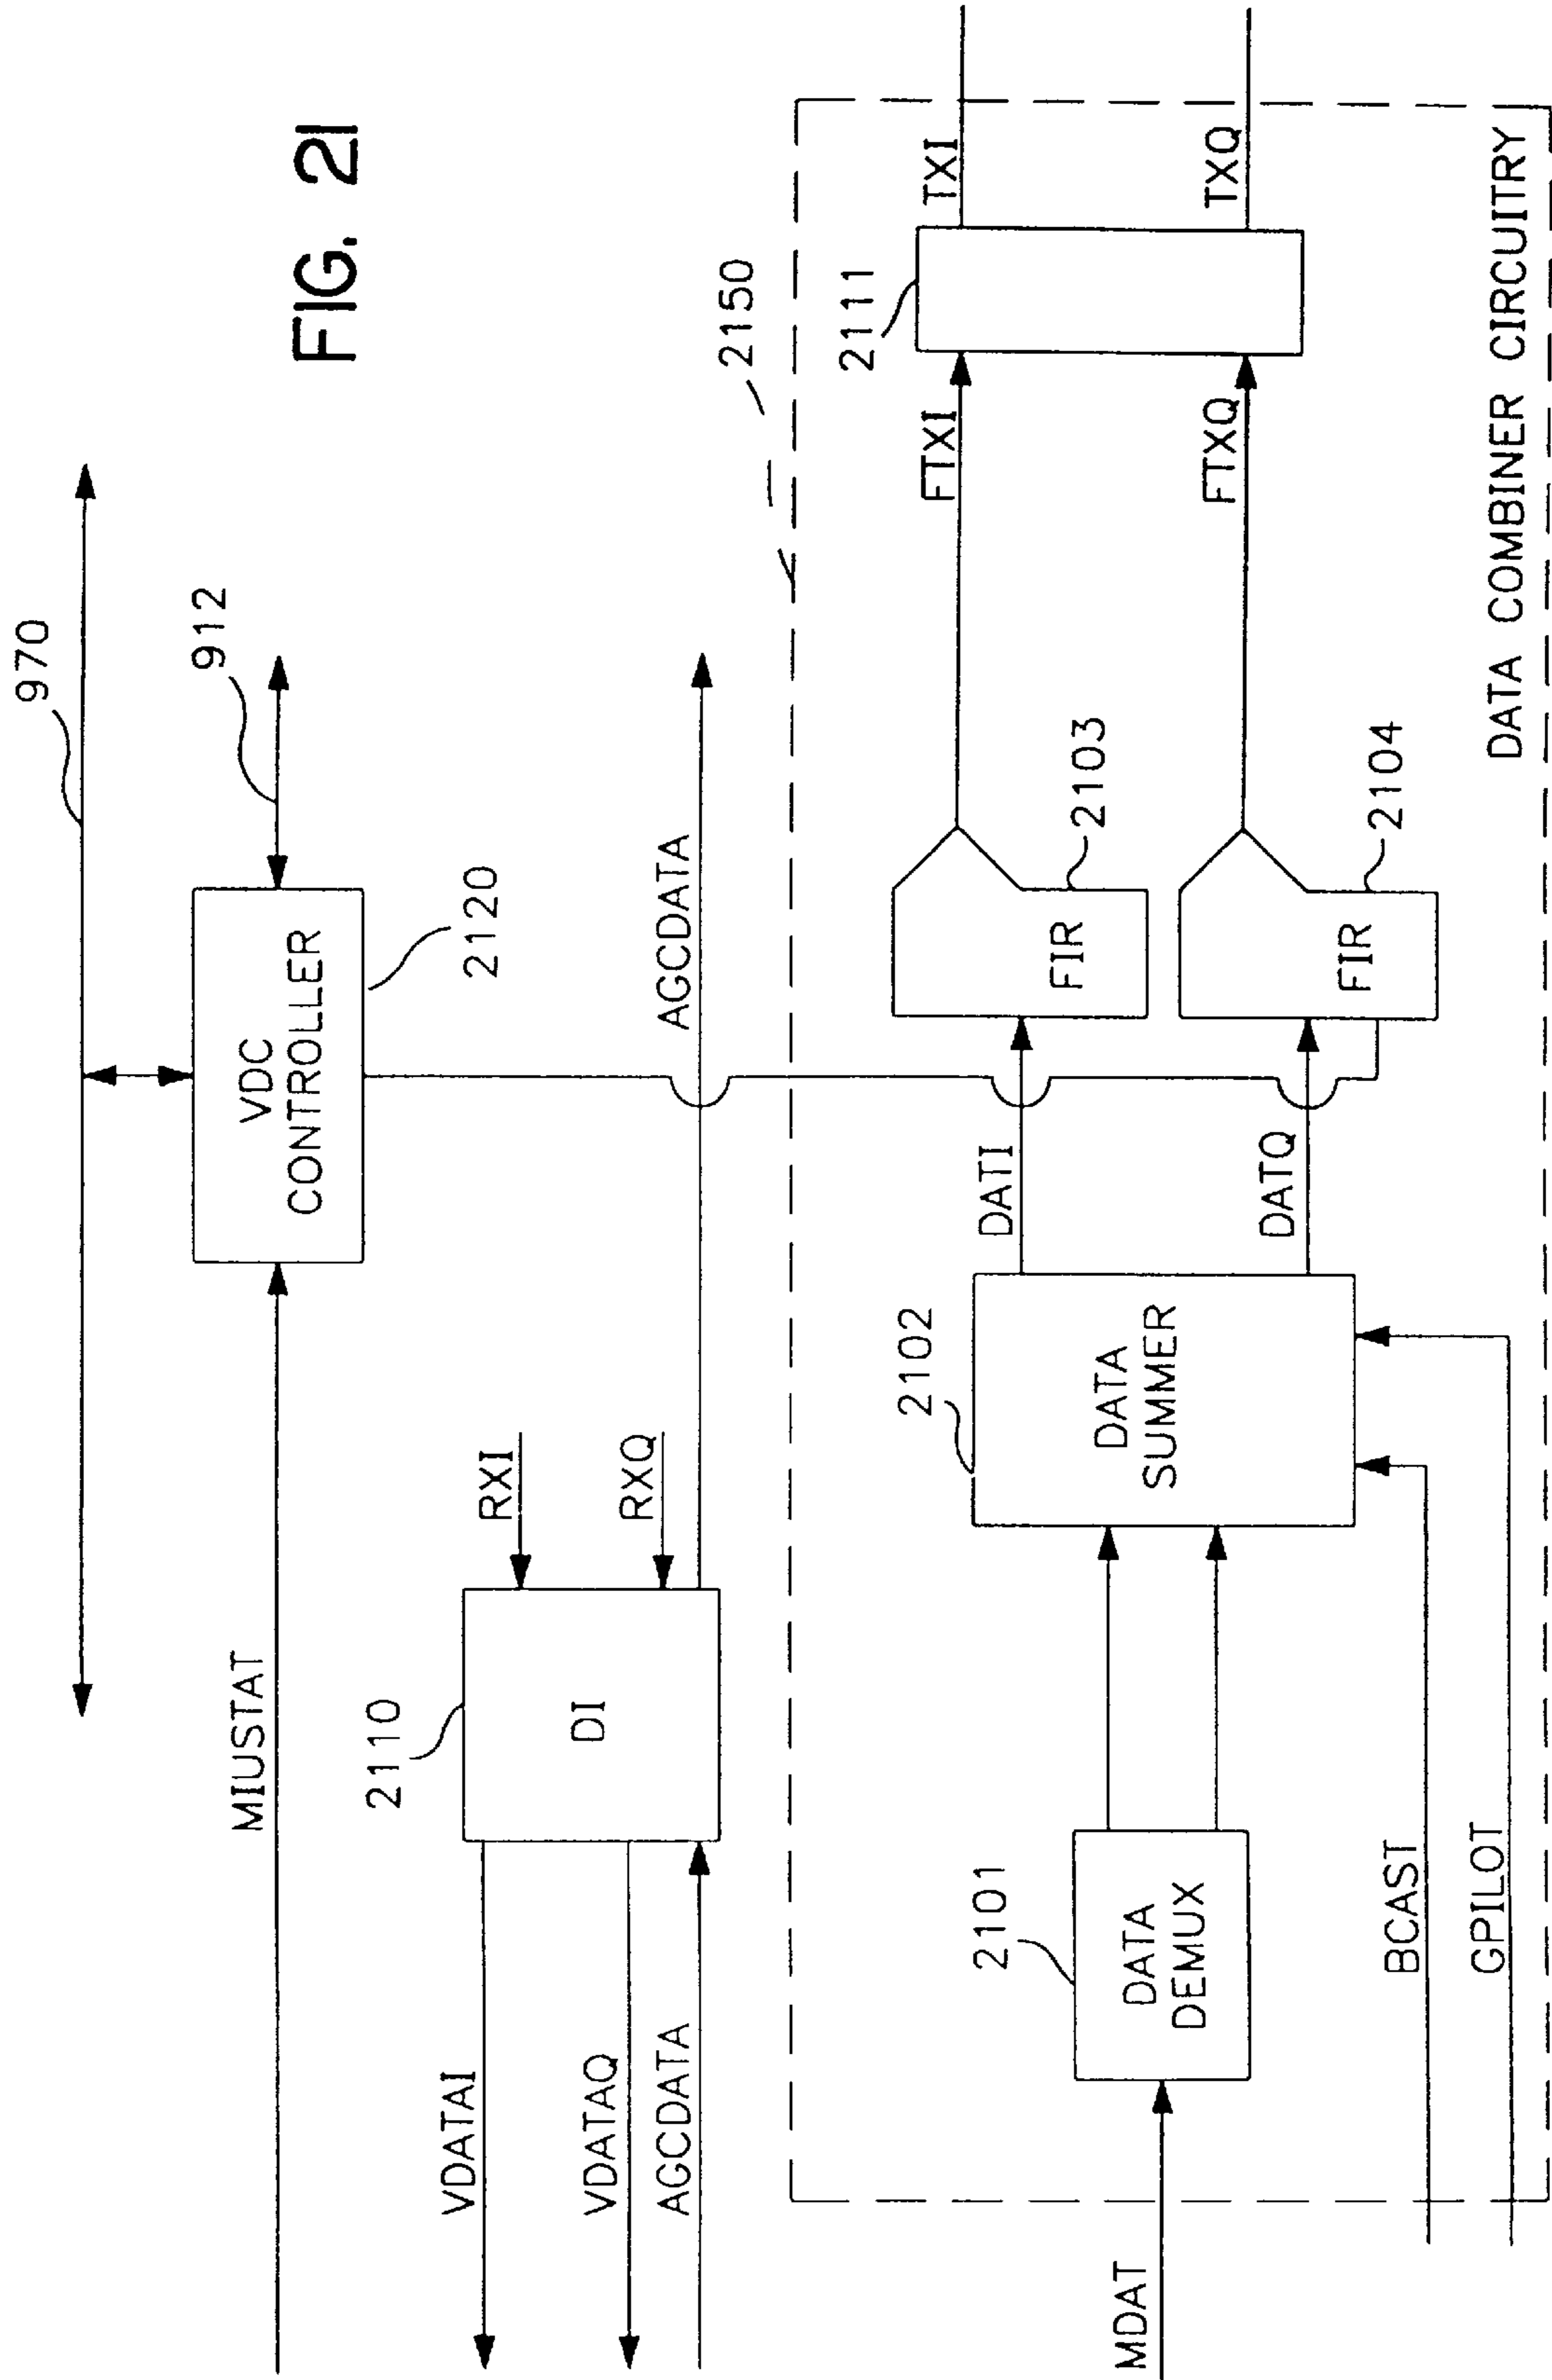 FIG. 21
970
912
VDC
CONTROLLER
2120
MIUSTAT
2110
DI
RXI
RXQ
VDATAI
VDATAQ
AGCDATA
AGCDATA
2150
MDAT
2101
DATA
DEMUX
2102
DATA
SUMMER
BCAST
GPILOT
DATI
DATQ
FIR
2103
FIR
2104
FTXI
FTXQ
2111
TXI
TXQ
DATA COMBINER CIRCUITRY